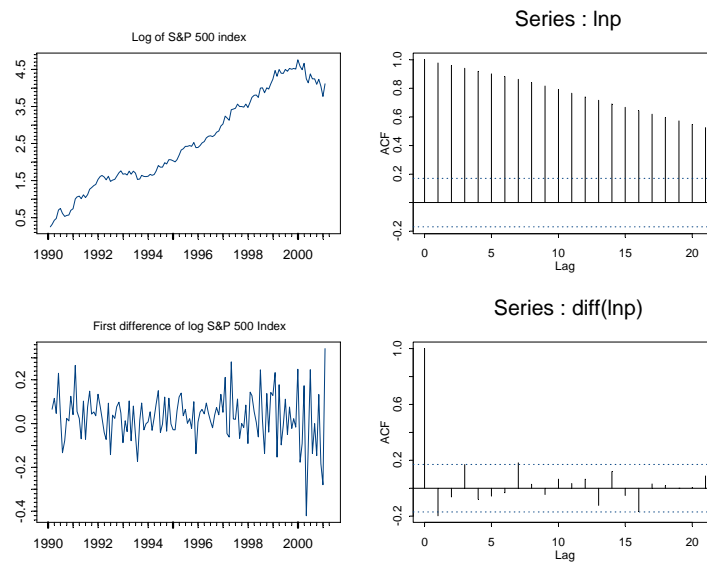 Log of S&P 500 index
0.5 1.5 2.5 3.5 4.5
1990 1992 1994 1996 1998 2000
Series : lnp
ACF
-0.2 0.2 0.4 0.6 0.8 1.0
0 5 10 15 20
Lag
First difference of log S&P 500 Index
-0.4 -0.2 0.0 0.2
1990 1992 1994 1996 1998 2000
Series : diff(lnp)
ACF
-0.2 0.2 0.6 1.0
0 5 10 15 20
Lag